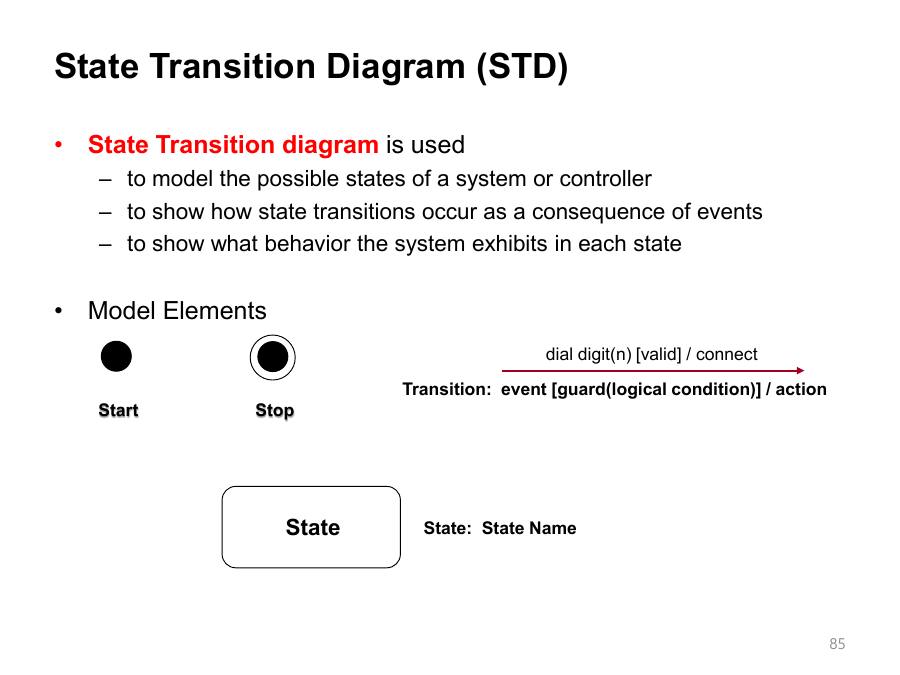 State Transition Diagram (STD)
• State Transition diagram is used
– to model the possible states of a system or controller
– to show how state transitions occur as a consequence of events
– to show what behavior the system exhibits in each state
• Model Elements
dial digit(n) [valid] / connect
Transition:  event [guard(logical condition)] / action
Start
Stop
State
State:  State Name
85